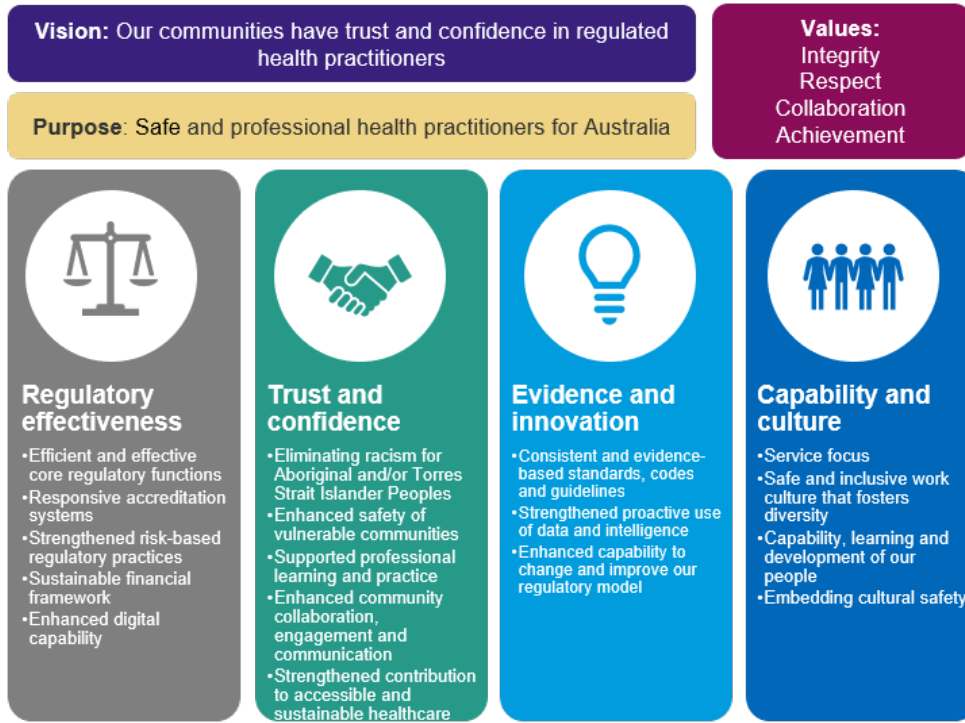 Vision: Our communities have trust and confidence in regulated
health practitioners
Purpose: Safe and professional health practitioners for Australia
Values:
Integrity
Respect
Collaboration
Achievement
Regulatory
effectiveness
•Efficient and effective
core regulatory functions
•Responsive accreditation
systems
•Strengthened risk-based
regulatory practices
•Sustainable financial
framework
•Enhanced digital
capability
Trust and
confidence
•Eliminating racism for
Aboriginal and/or Torres
Strait Islander Peoples
•Enhanced safety of
vulnerable communities
•Supported professional
learning and practice
•Enhanced community
collaboration,
engagement and
communication
•Strengthened contribution
to accessible and
sustainable healthcare
Evidence and
innovation
•Consistent and evidence-
based standards, codes
and guidelines
•Strengthened proactive use
of data and intelligence
•Enhanced capability to
change and improve our
regulatory model
Capability and
culture
•Service focus
•Safe and inclusive work
culture that fosters
diversity
•Capability, learning and
development of our
people
•Embedding cultural safety